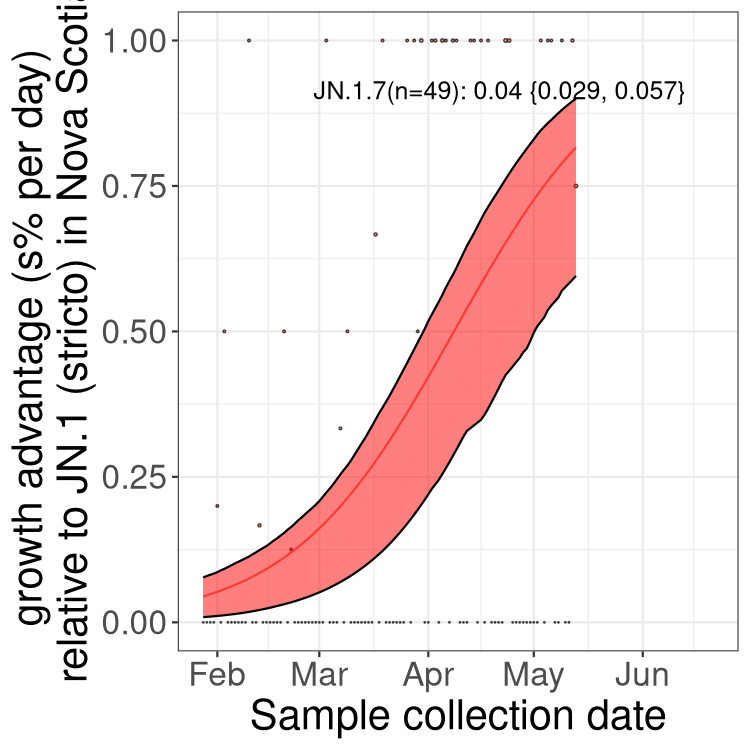 growth advantage (s% per day)
relative to JN.1 (stricto) in Nova Scotia
1.00
0.75
0.50
0.25
0.00
JN.1.7(n=49): 0.04 {0.029, 0.057}
Feb Mar Apr May Jun
Sample collection date